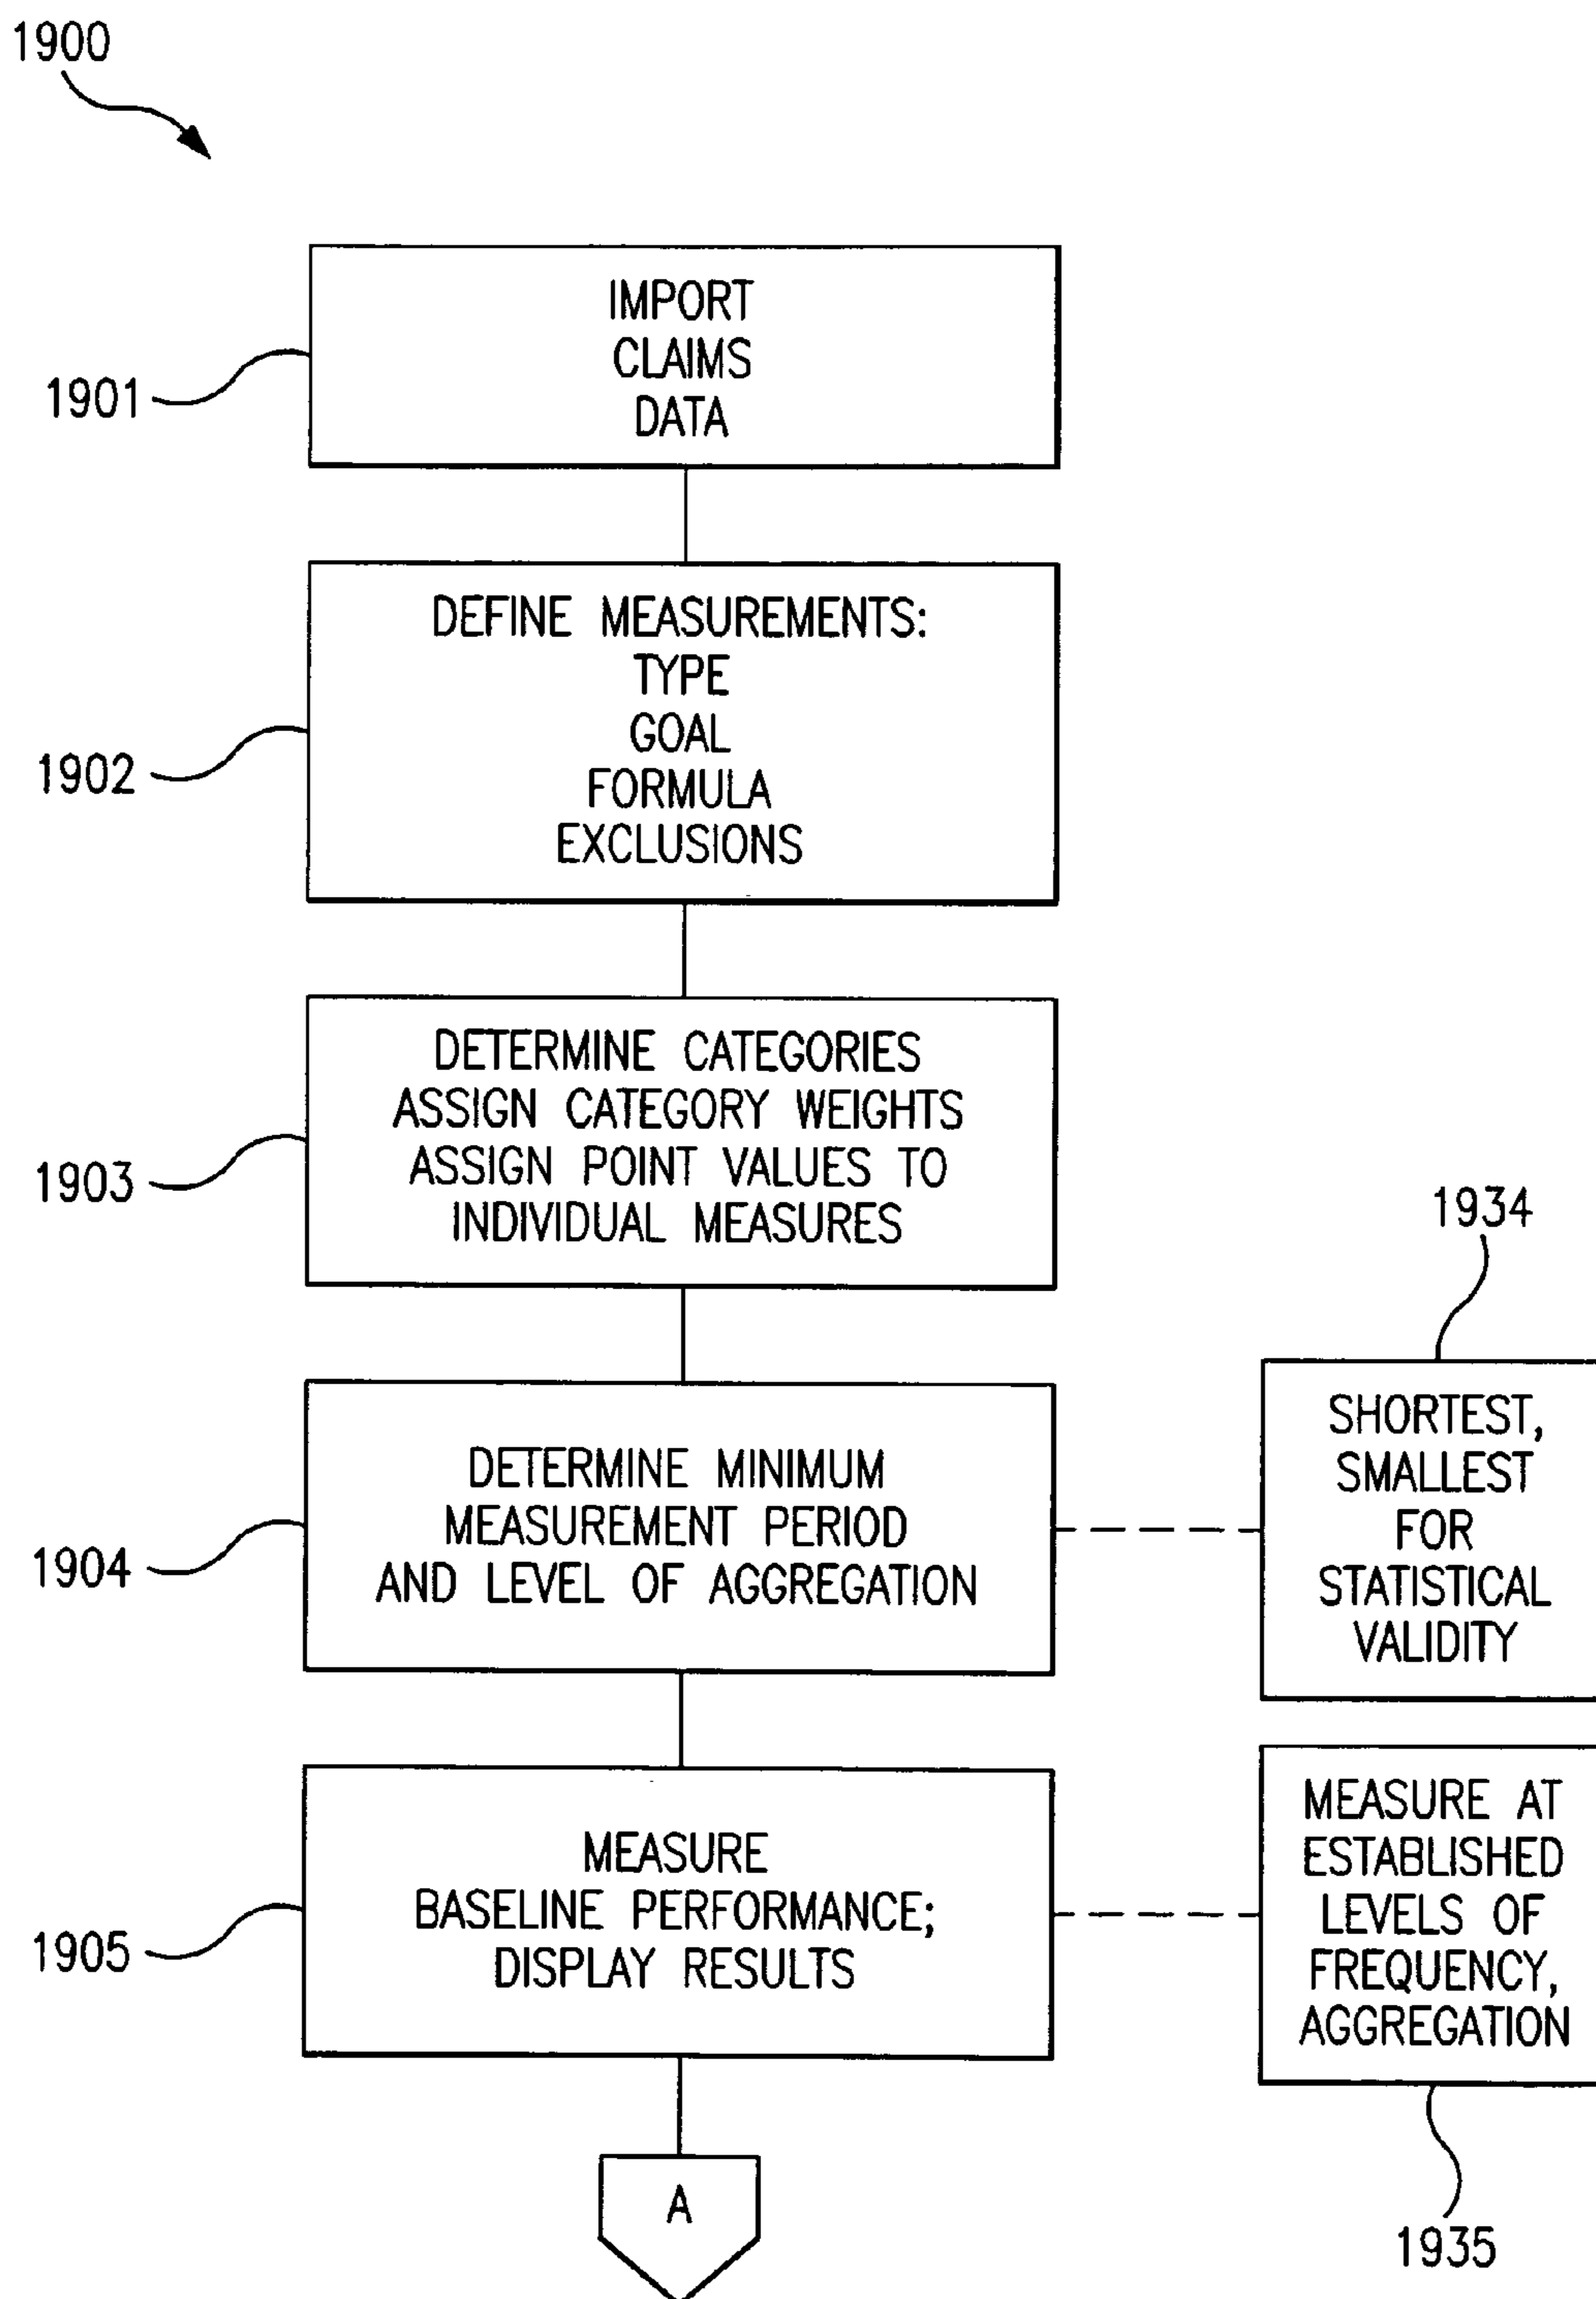 1900
IMPORT
CLAIMS
DATA
1901
DEFINE MEASUREMENTS:
TYPE
GOAL
FORMULA
EXCLUSIONS
1902
DETERMINE CATEGORIES
ASSIGN CATEGORY WEIGHTS
ASSIGN POINT VALUES TO
INDIVIDUAL MEASURES
1903
DETERMINE MINIMUM
MEASUREMENT PERIOD
AND LEVEL OF AGGREGATION
1904
1934
SHORTEST,
SMALLEST
FOR
STATISTICAL
VALIDITY
MEASURE
BASELINE PERFORMANCE;
DISPLAY RESULTS
1905
MEASURE AT
ESTABLISHED
LEVELS OF
FREQUENCY,
AGGREGATION
1935
A